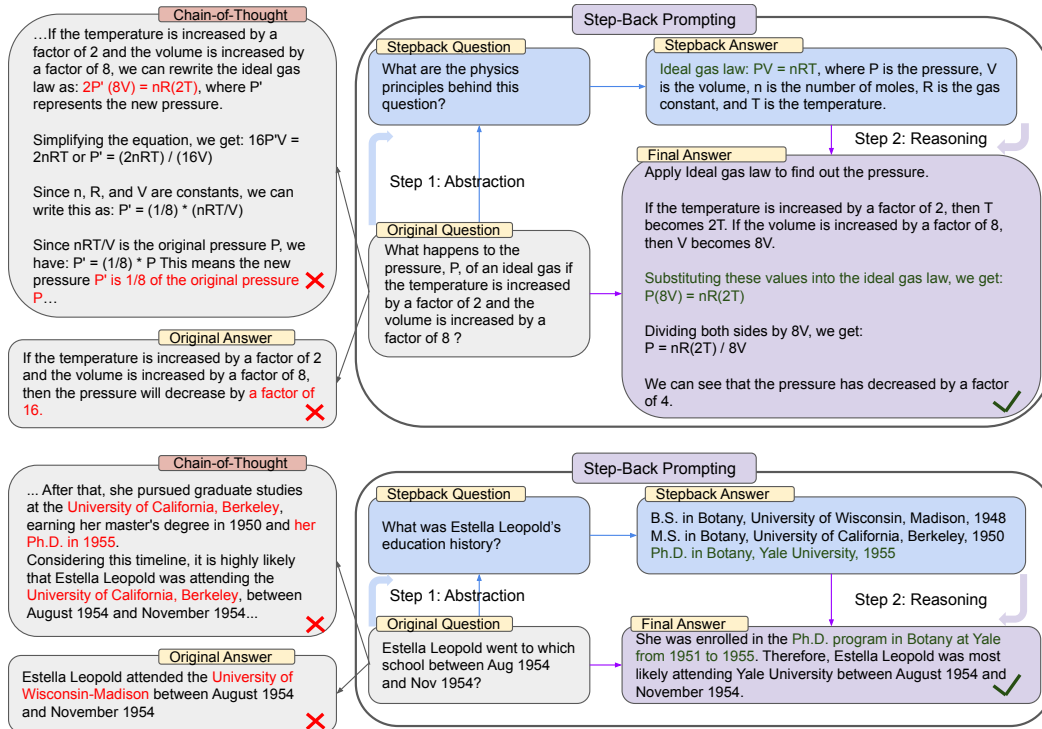 Chain-of-Thought
…If the temperature is increased by a
factor of 2 and the volume is increased by
a factor of 8, we can rewrite the ideal gas
law as: 2P' (8V) = nR(2T), where P'
represents the new pressure.
Simplifying the equation, we get: 16P'V =
2nRT or P' = (2nRT) / (16V)
Since n, R, and V are constants, we can
write this as: P' = (1/8) * (nRT/V)
Since nRT/V is the original pressure P, we
have: P' = (1/8) * P This means the new
pressure P' is 1/8 of the original pressure
P…
Original Answer
If the temperature is increased by a factor of 2
and the volume is increased by a factor of 8,
then the pressure will decrease by a factor of
16.
Step-Back Prompting
Stepback Question
What are the physics
principles behind this
question?
Stepback Answer
Ideal gas law: PV = nRT, where P is the pressure, V
is the volume, n is the number of moles, R is the gas
constant, and T is the temperature.
Step 1: Abstraction
Step 2: Reasoning
Original Question
What happens to the
pressure, P, of an ideal gas if
the temperature is increased
by a factor of 2 and the
volume is increased by a
factor of 8 ?
Final Answer
Apply Ideal gas law to find out the pressure.
If the temperature is increased by a factor of 2, then T
becomes 2T. If the volume is increased by a factor of 8,
then V becomes 8V.
Substituting these values into the ideal gas law, we get:
P(8V) = nR(2T)
Dividing both sides by 8V, we get:
P = nR(2T) / 8V
We can see that the pressure has decreased by a factor
of 4.
Chain-of-Thought
... After that, she pursued graduate studies
at the University of California, Berkeley,
earning her master's degree in 1950 and her
Ph.D. in 1955.
Considering this timeline, it is highly likely
that Estella Leopold was attending the
University of California, Berkeley, between
August 1954 and November 1954...
Original Answer
Estella Leopold attended the University of
Wisconsin-Madison between August 1954
and November 1954
Step-Back Prompting
Stepback Question
What was Estella Leopold's
education history?
Stepback Answer
B.S. in Botany, University of Wisconsin, Madison, 1948
M.S. in Botany, University of California, Berkeley, 1950
Ph.D. in Botany, Yale University, 1955
Step 1: Abstraction
Step 2: Reasoning
Original Question
Estella Leopold went to which
school between Aug 1954
and Nov 1954?
Final Answer
She was enrolled in the Ph.D. program in Botany at Yale
from 1951 to 1955. Therefore, Estella Leopold was most
likely attending Yale University between August 1954 and
November 1954.